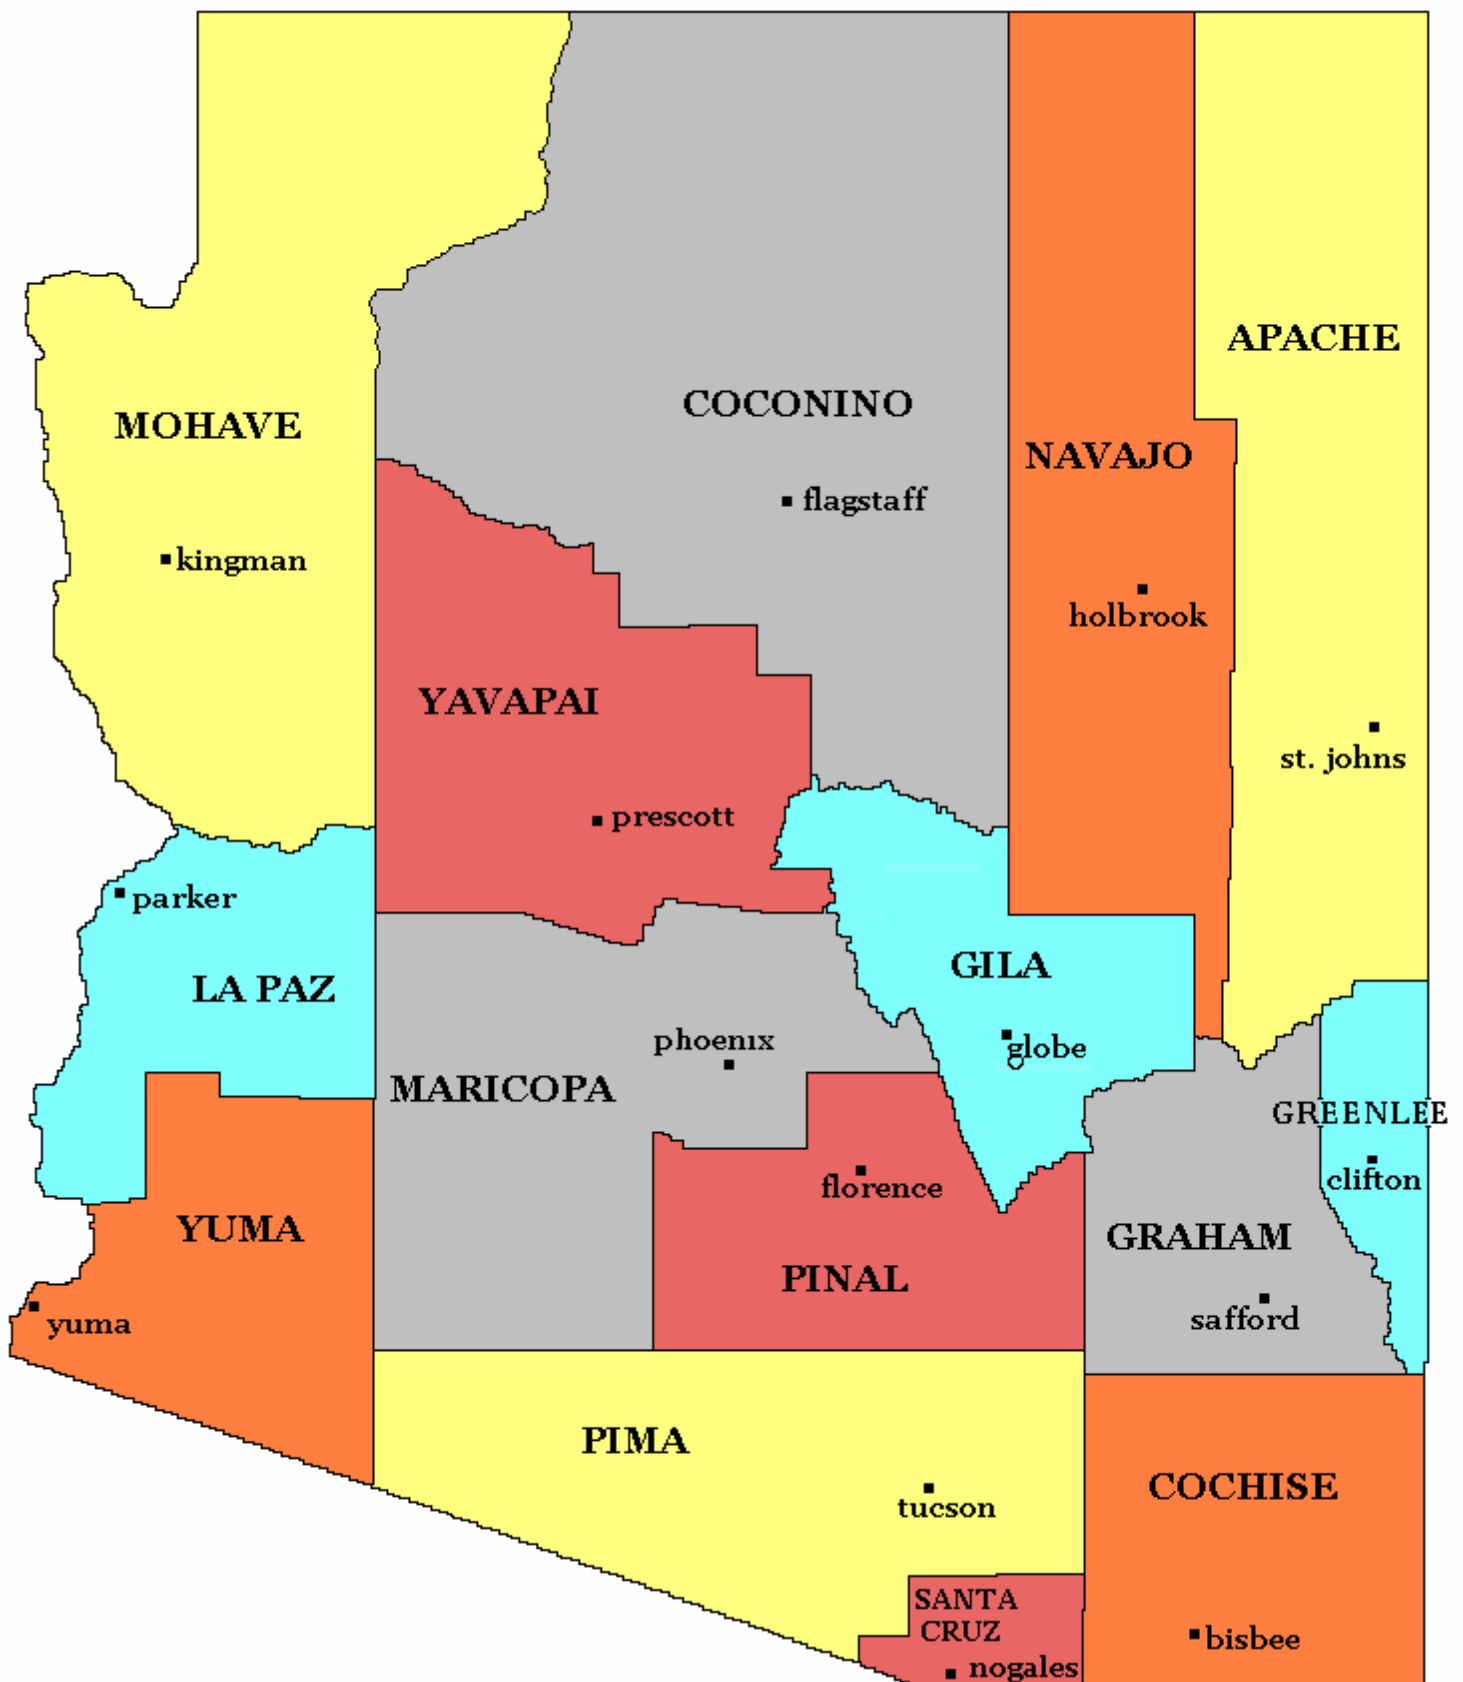 APACHE
COCONINO
MOHAVE
NAVAJO
flagstaff
kingman
holbrook
YAVAPAI
st. johns
prescott
parker
GILA
LA PAZ
phoenix
globe
MARICOPA
GREENLEE
clifton
florence
YUMA
GRAHAM
PINAL
safford
yuma
PIMA
COCHISE
tucson
SANTA
CRUZ
bisbee
nogales